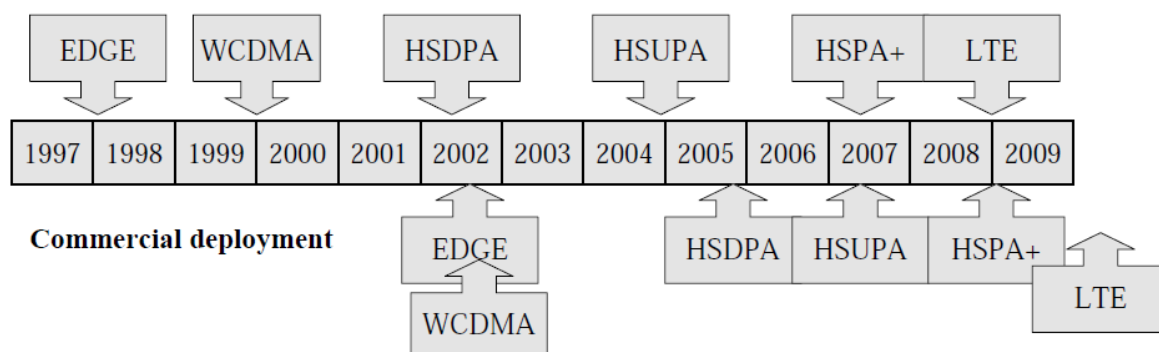 EDGE WCDMA HSDPA HSUPA HSPA+ LTE
1997 1998 1999 2000 2001 2002 2003 2004 2005 2006 2007 2008 2009
Commercial deployment
EDGE HSDPA HSUPA HSPA+
LTE
WCDMA